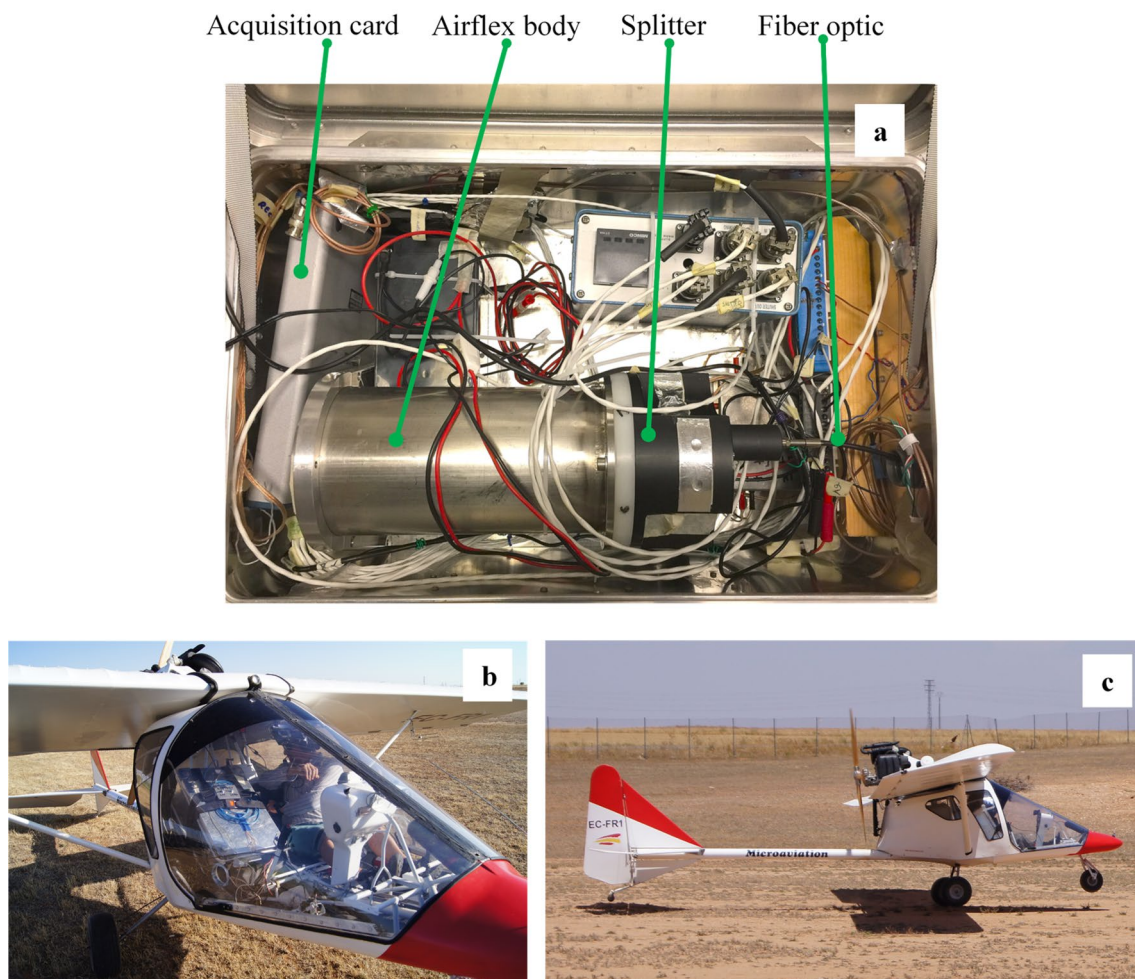 Acquisition card
Airflex body
Splitter
Fiber optic
a
b
c
EC-FR1
Microaviation